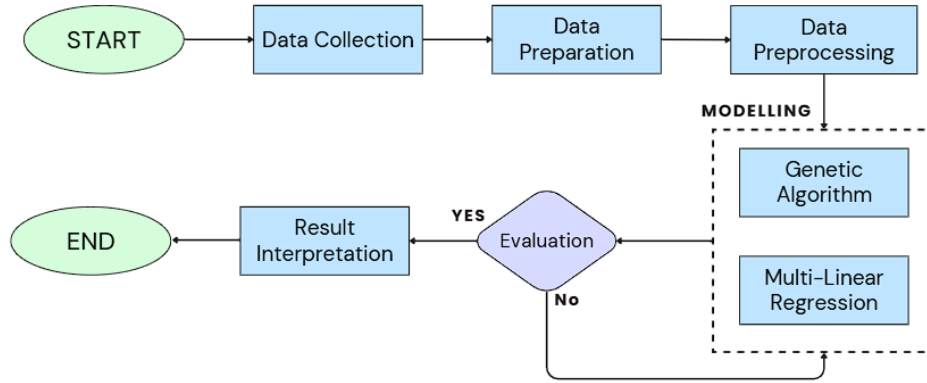 START
Data Collection
Data
Preparation
Data
Preprocessing
MODELLING
Genetic
Algorithm
Multi-Linear
Regression
Evaluation
YES
No
Result
Interpretation
END